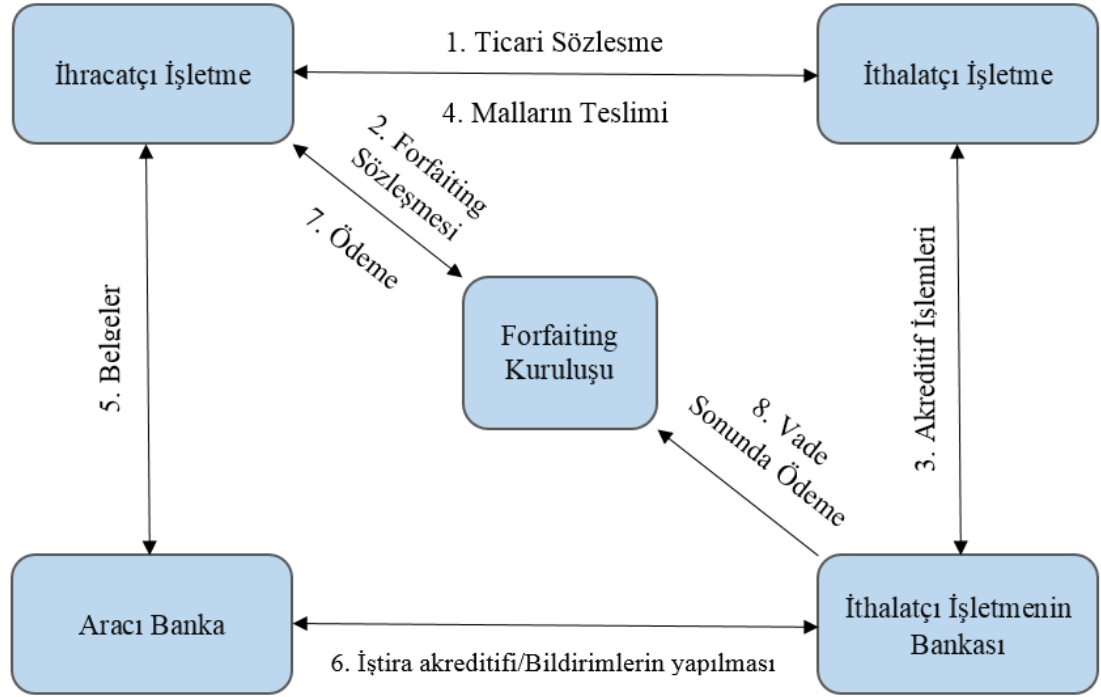 1. Ticari Sözlesme
İhracatçı İşletme
İthalatçı İşletme
4. Malların Teslimi
2. Forfaiting
Sözleşmesi
7. Ödeme
5. Belgeler
3. Akreditif İşlemleri
Forfaiting
Kuruluşu
8. Vade
Sonunda Ödeme
Aracı Banka
İthalatçı İşletmenin
Bankası
6. İştira akreditifi/Bildirimlerin yapılması